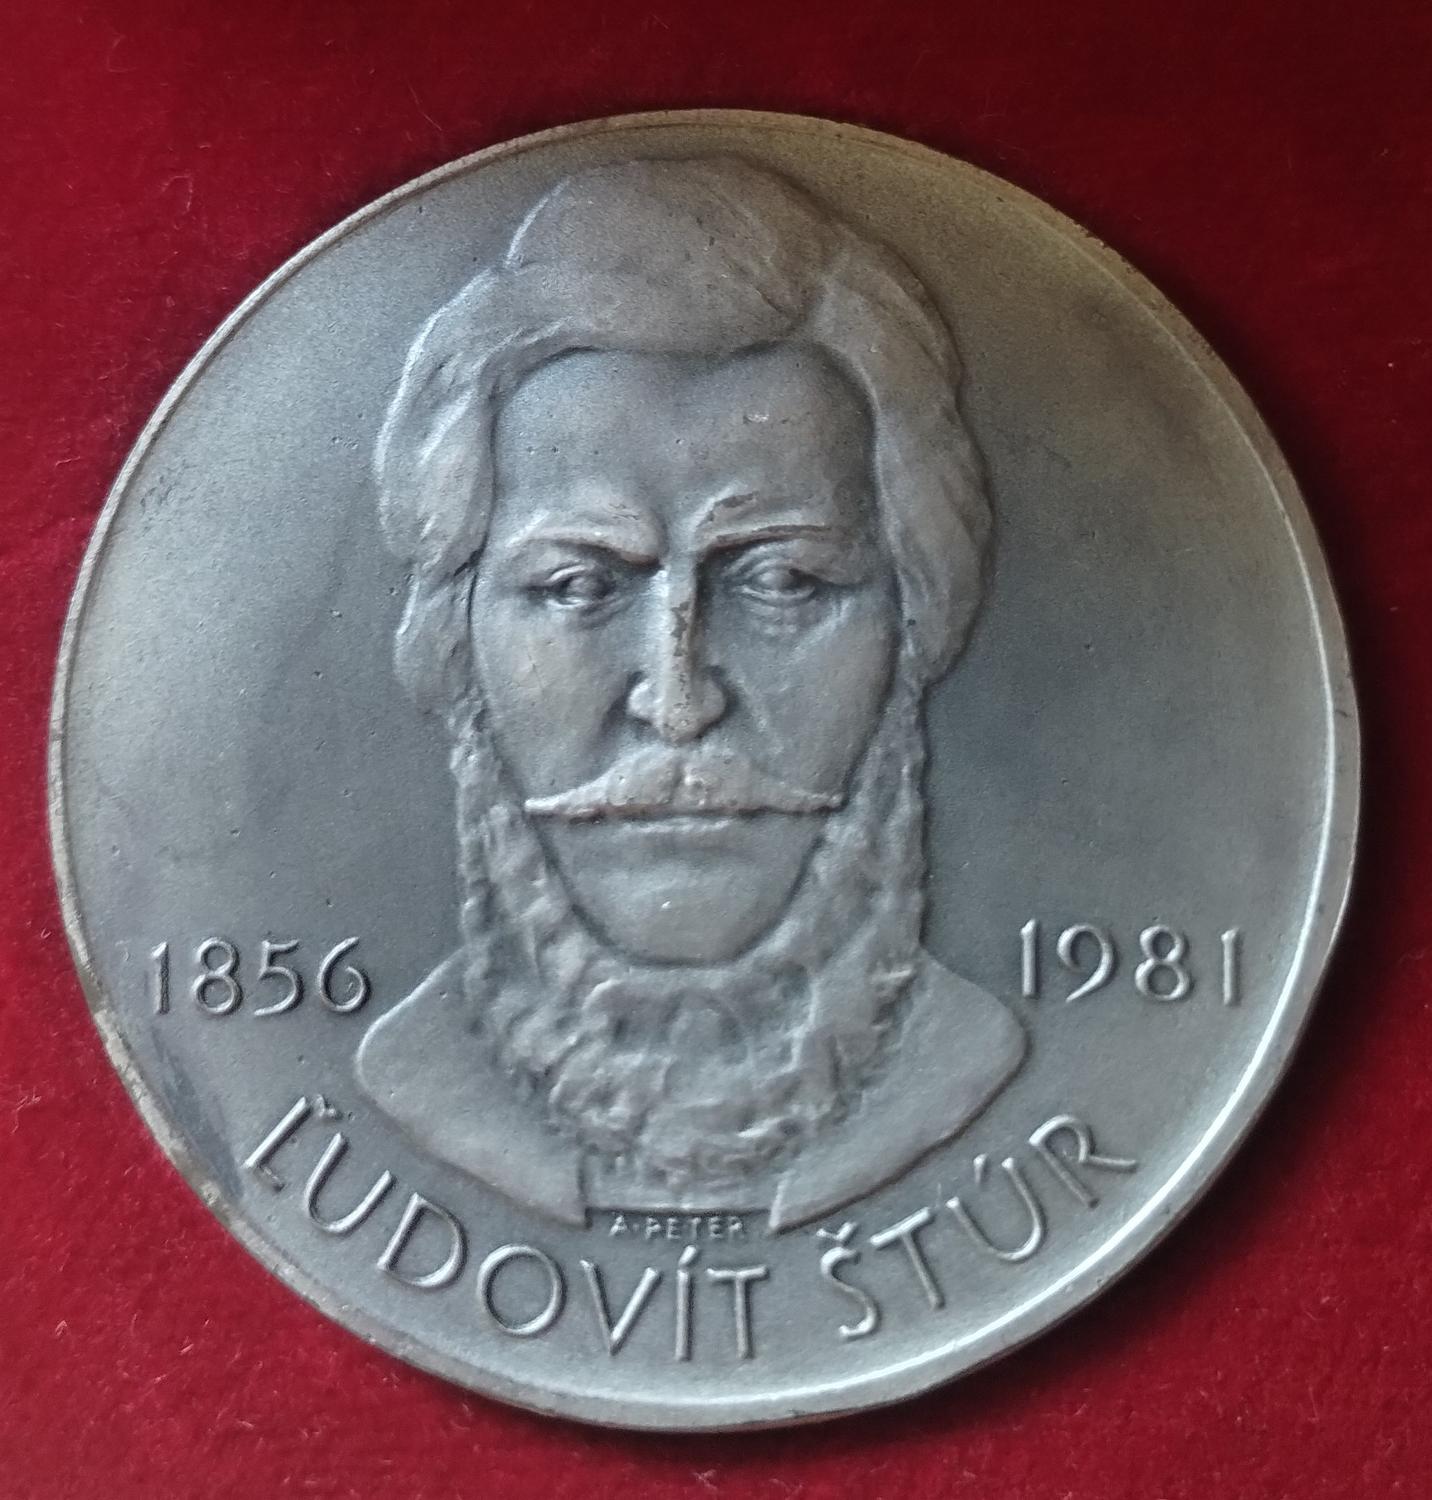 1856 1981
A·PETER
ĽUDOVÍT ŠTÚR